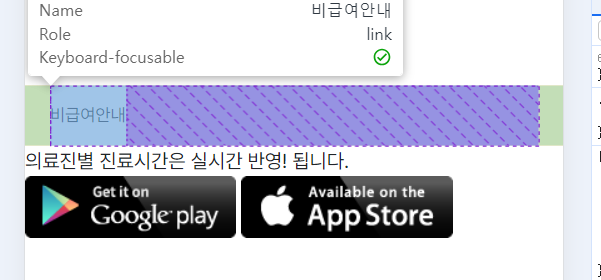 Name 비급여안내
Role link
Keyboard-focusable
비급여안내
의료진별 진료시간은 실시간 반영! 됩니다.
Get it on
Google play
Available on the
App Store